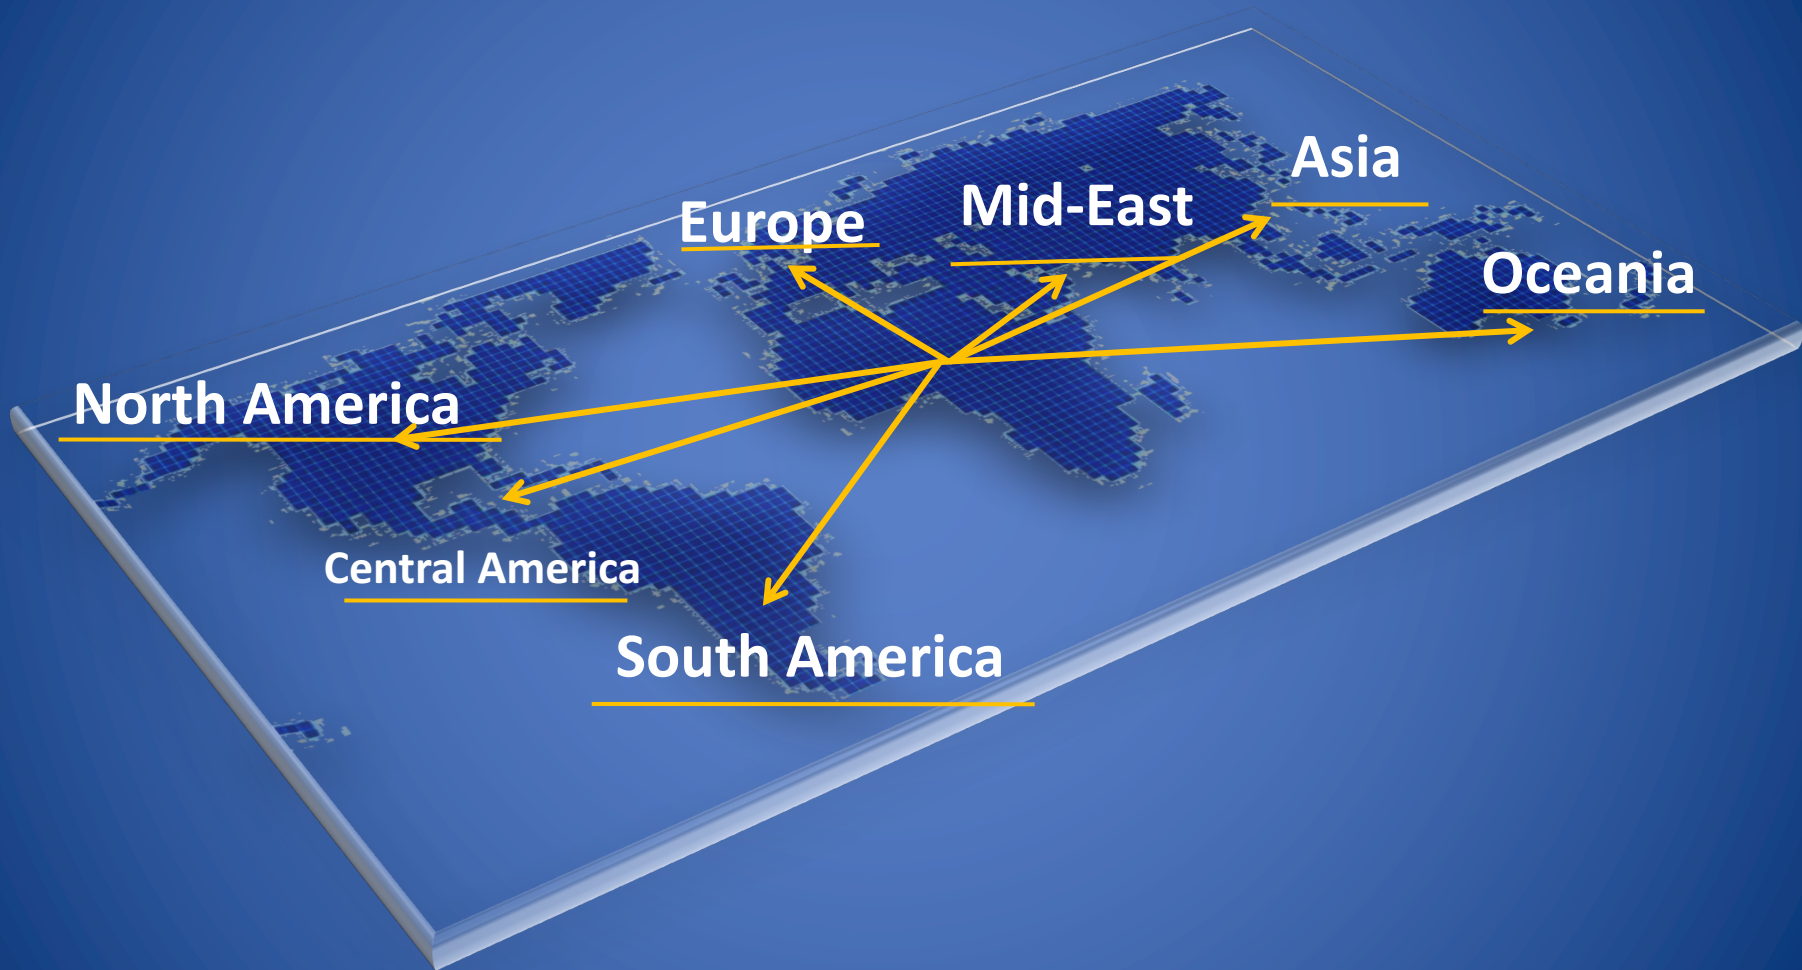 Asia
Mid-East
Europe
Oceania
North America
Central America
South America